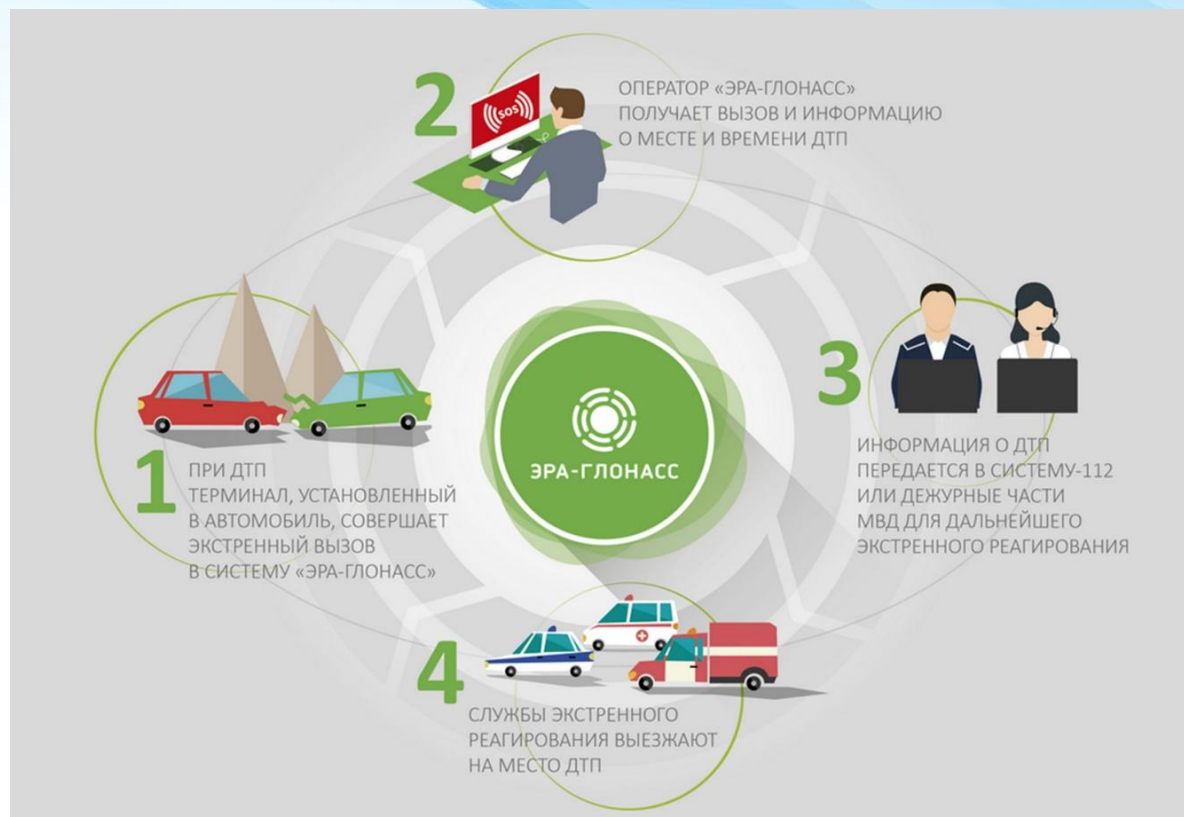 1
ПРИ ДТП
ТЕРМИНАЛ, УСТАНОВЛЕННЫЙ
В АВТОМОБИЛЬ, СОВЕРШАЕТ
ЭКСТРЕННЫЙ ВЫЗОВ
В СИСТЕМУ «ЭРА-ГЛОНАСС»
2
SOS
ОПЕРАТОР «ЭРА-ГЛОНАСС»
ПОЛУЧАЕТ ВЫЗОВ И ИНФОРМАЦИЮ
О МЕСТЕ И ВРЕМЕНИ ДТП
3
ИНФОРМАЦИЯ О ДТП
ПЕРЕДАЕТСЯ В СИСТЕМУ-112
ИЛИ ДЕЖУРНЫЕ ЧАСТИ
МВД ДЛЯ ДАЛЬНЕЙШЕГО
ЭКСТРЕННОГО РЕАГИРОВАНИЯ
4
СЛУЖБЫ ЭКСТРЕННОГО
РЕАГИРОВАНИЯ ВЫЕЗЖАЮТ
НА МЕСТО ДТП
ЭРА-ГЛОНАСС